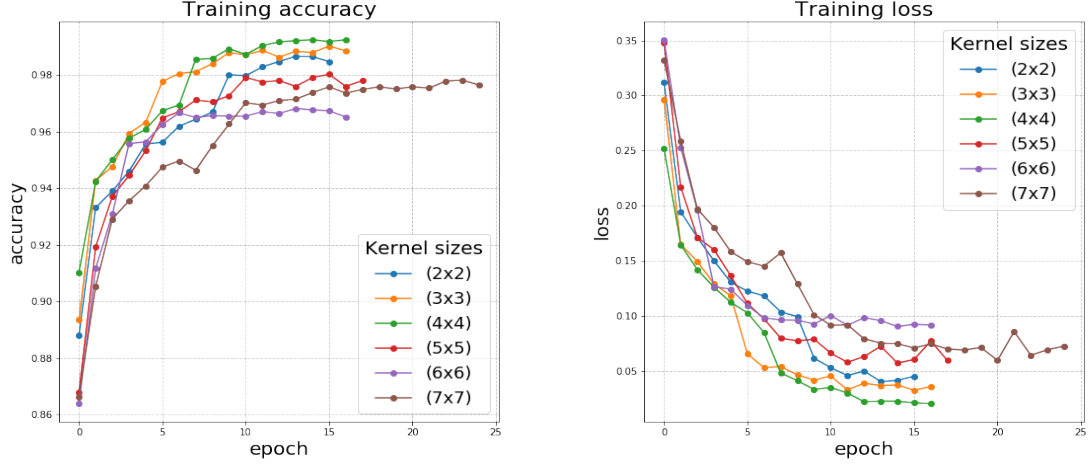 Training accuracy
accuracy
0.98
0.96
0.94
0.92
0.90
0.88
0.86
0
5
10
15
20
25
epoch
Kernel sizes
(2x2)
(3x3)
(4x4)
(5x5)
(6x6)
(7x7)
Training loss
loss
0.35
0.30
0.25
0.20
0.15
0.10
0.05
0
5
10
15
20
25
epoch
Kernel sizes
(2x2)
(3x3)
(4x4)
(5x5)
(6x6)
(7x7)